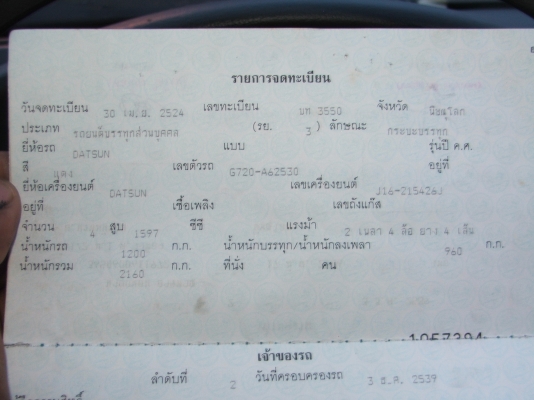 รายการจดทะเบียน
วันจดทะเบียน 30 เม.ย. 2524 เลขทะเบียน 3550 จังหวัด พิษณุโลก
ประเภท รถยนต์บรรทุกส่วนบุคคล (รย. 3 ) ลักษณะ กระบะบรรทุก
ยี่ห้อรถ DATSUN แบบ รุ่นปี ค.ศ.
สี แดง เลขตัวรถ G720-A62530 อยู่ที่
ยี่ห้อเครื่องยนต์ DATSUN เลขเครื่องยนต์ J16-215426J
อยู่ที่ เชื้อเพลิง เลขถังแก๊ส
จำนวน 4 สูบ 1597 ซีซี แรงม้า 2 เพลา 4 ล้อ ยาง 4 เส้น
น้ำหนักรถ 1200 ก.ก. น้ำหนักบรรทุก/น้ำหนักลงเพลา 960 ก.ก.
น้ำหนักรวม 2160 ก.ก. ที่นั่ง คน
เจ้าของรถ
ลำดับที่ 2 วันที่ครอบครองรถ 3 ธ.ค. 2539